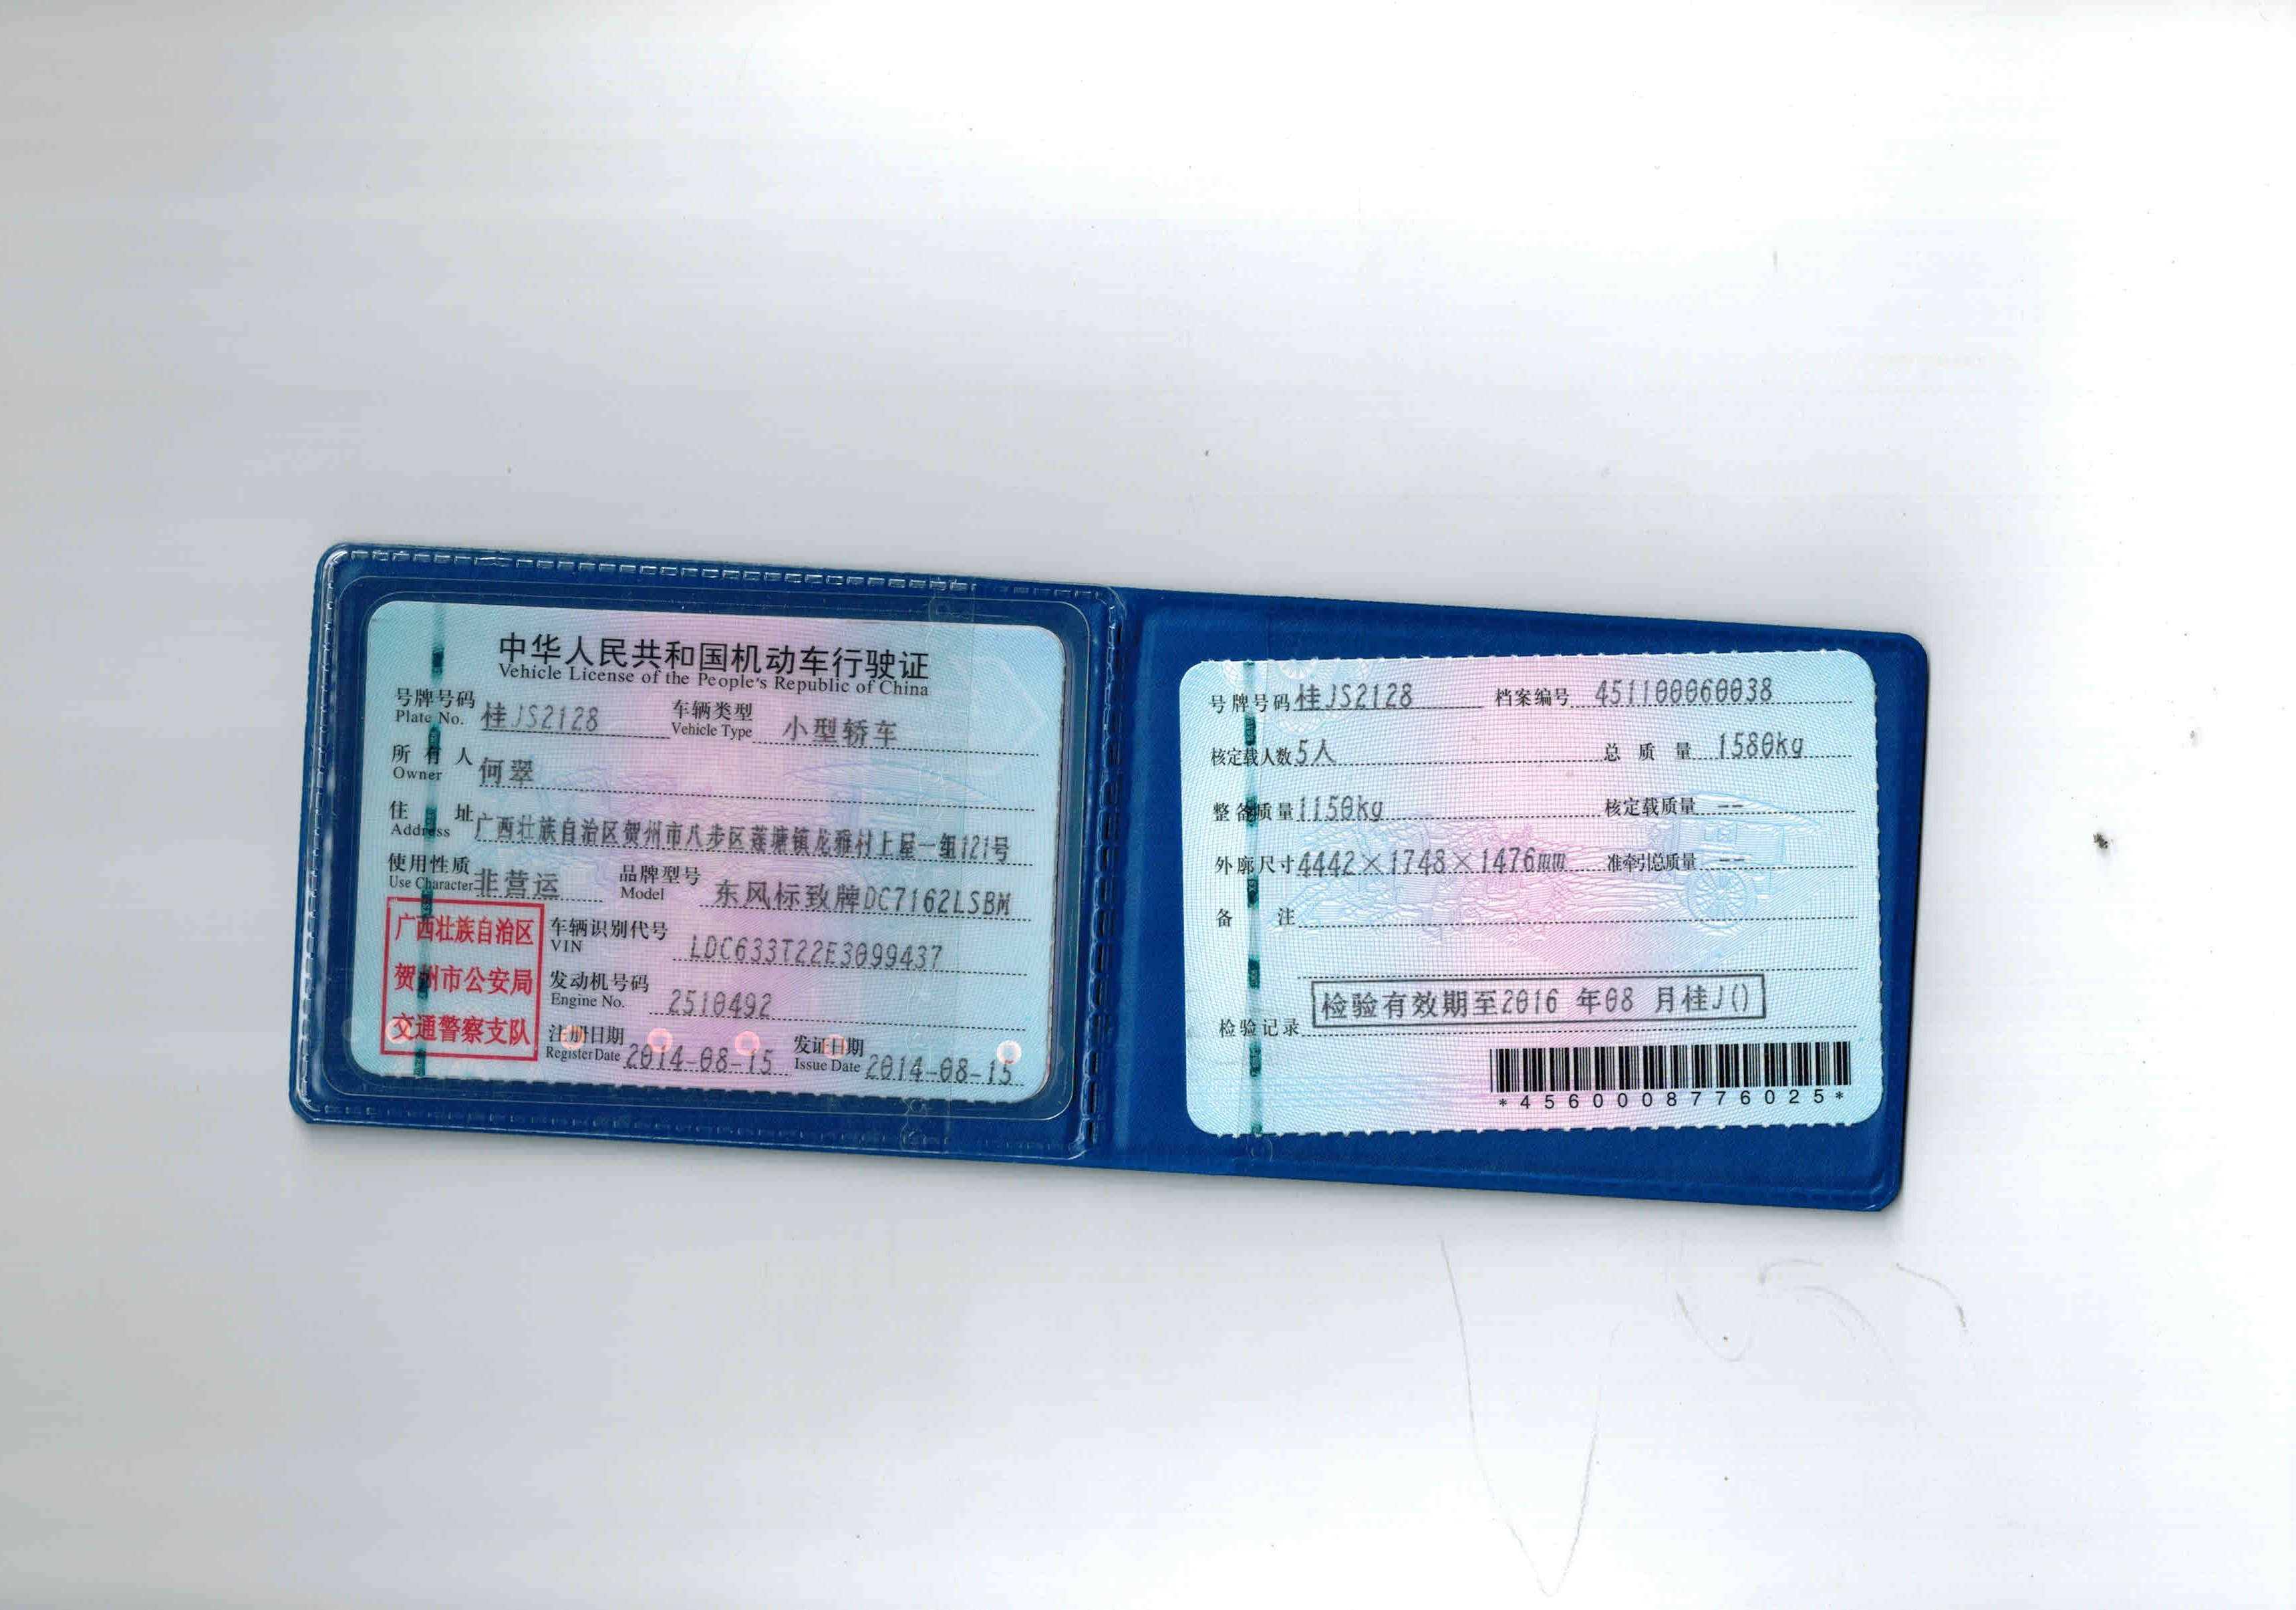 中华人民共和国机动车行驶证
Vehicle License of the People's Republic of China
号牌号码 桂JS2128 车辆类型 小型轿车
Plate No. Vehicle Type
所有人 何翠
Owner
住址 广西壮族自治区贺州市八步区莲塘镇龙雅村上屋一组121号
Address
使用性质 非营运 品牌型号 东风标致牌DC7162LSBM
Use Character Model
广西壮族自治区
贺州市公安局
交通警察支队
车辆识别代号 LDC633T22E3099437
VIN
发动机号码 2510492
Engine No.
注册日期 2014-08-15 发证日期 2014-08-15
Register Date Issue Date
号牌号码 桂JS2128 档案编号 451100060038
核定载人数 5人 总质量 1580kg
整备质量 1150kg 核定载质量 --
外廓尺寸 4442×1748×1476mm 准牵引总质量 --
备注
检验有效期至2016 年08 月桂J()
检验记录
*4560008776025*